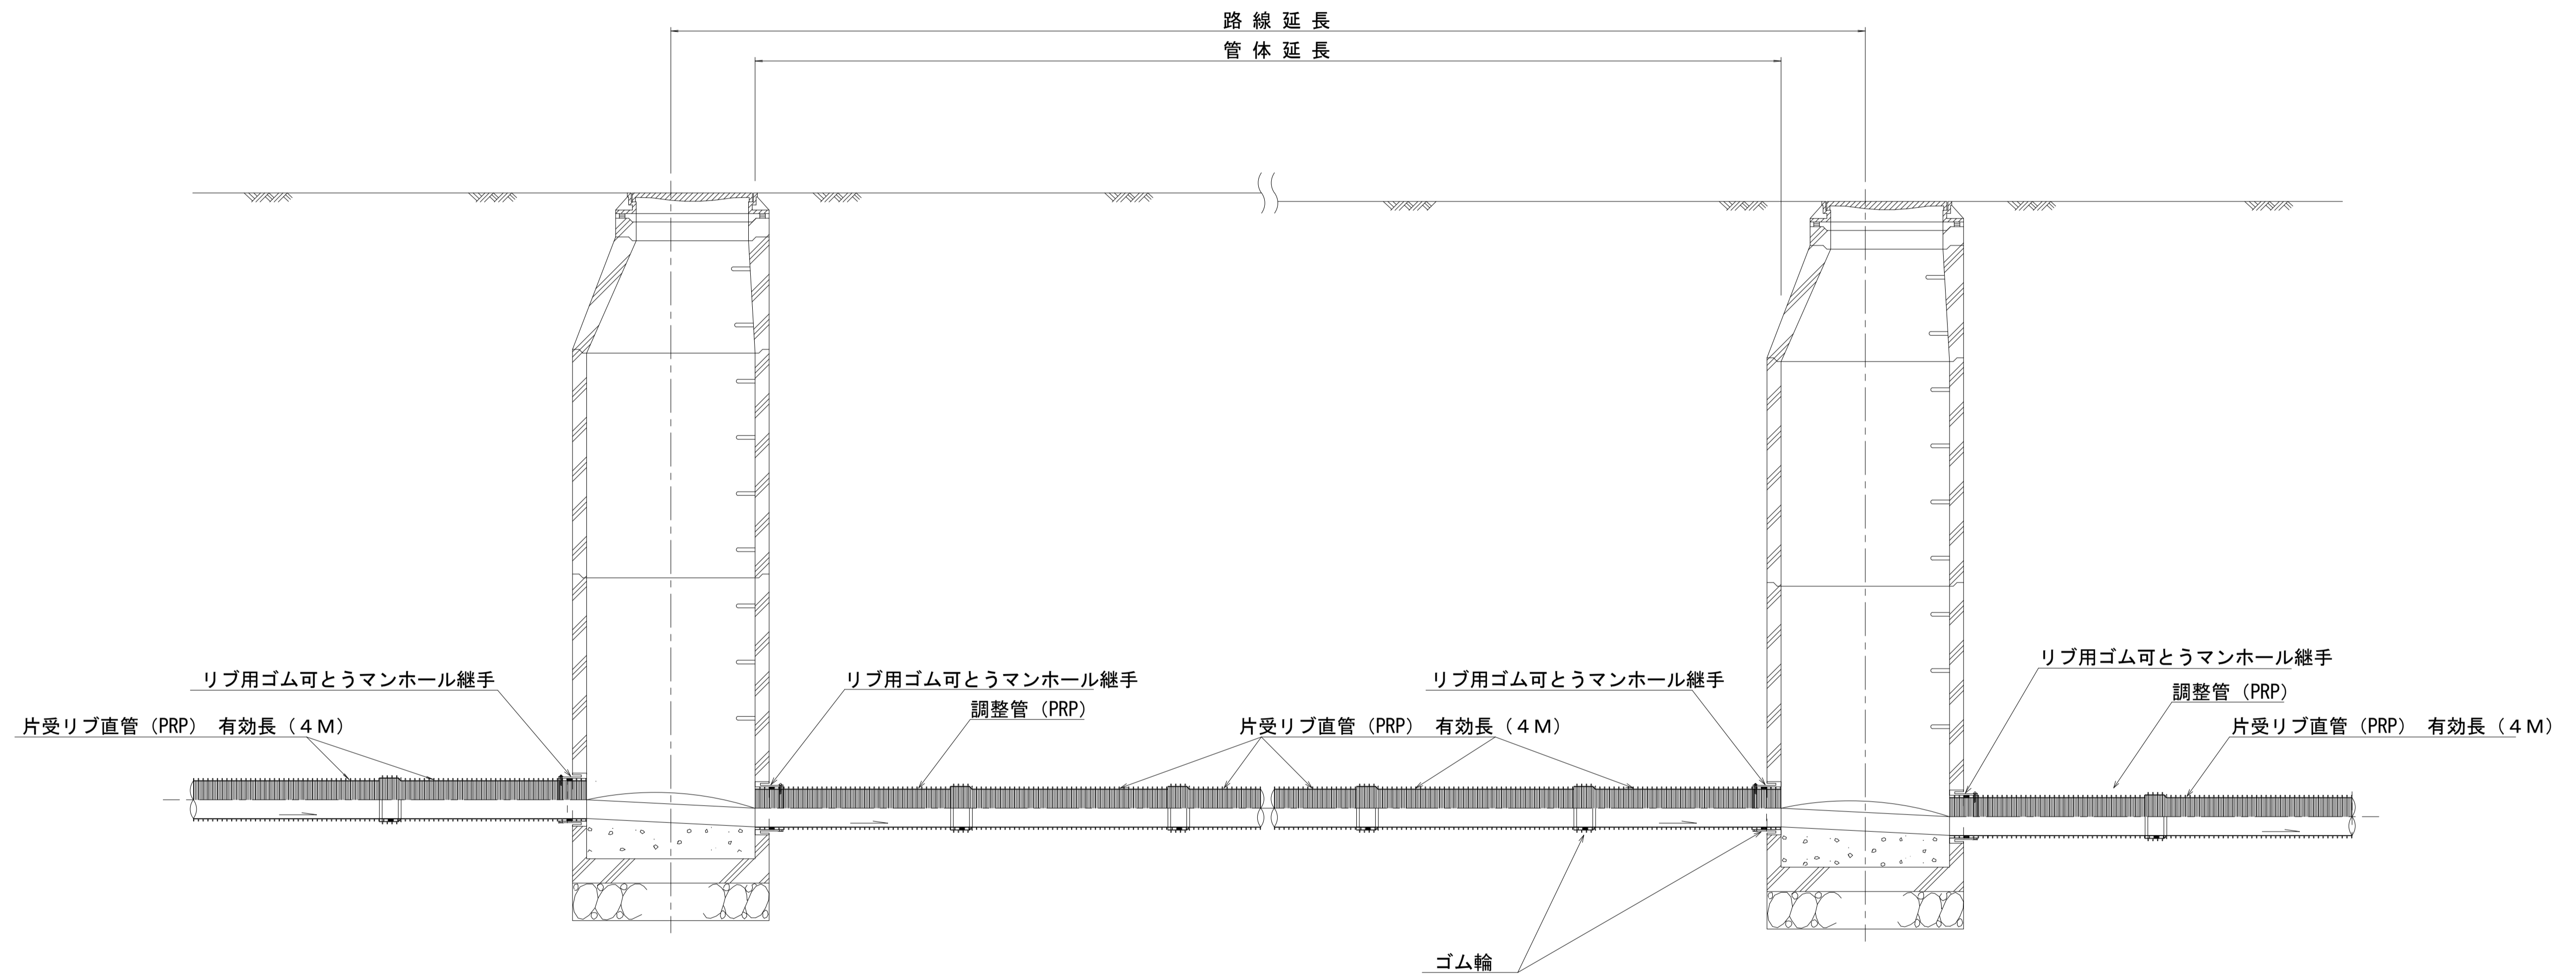 路線延長
管体延長
リブ用ゴム可とうマンホール継手
リブ用ゴム可とうマンホール継手
リブ用ゴム可とうマンホール継手
リブ用ゴム可とうマンホール継手
調整管（PRP）
調整管（PRP）
片受リブ直管（PRP）　有効長（４Ｍ）
片受リブ直管（PRP）　有効長（４Ｍ）
片受リブ直管（PRP）　有効長（４Ｍ）
ゴム輪